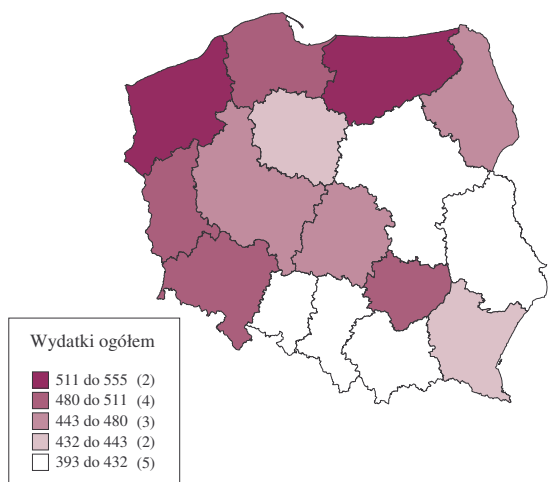 Wydatki ogółem
511 do 555 (2)
480 do 511 (4)
443 do 480 (3)
432 do 443 (2)
393 do 432 (5)